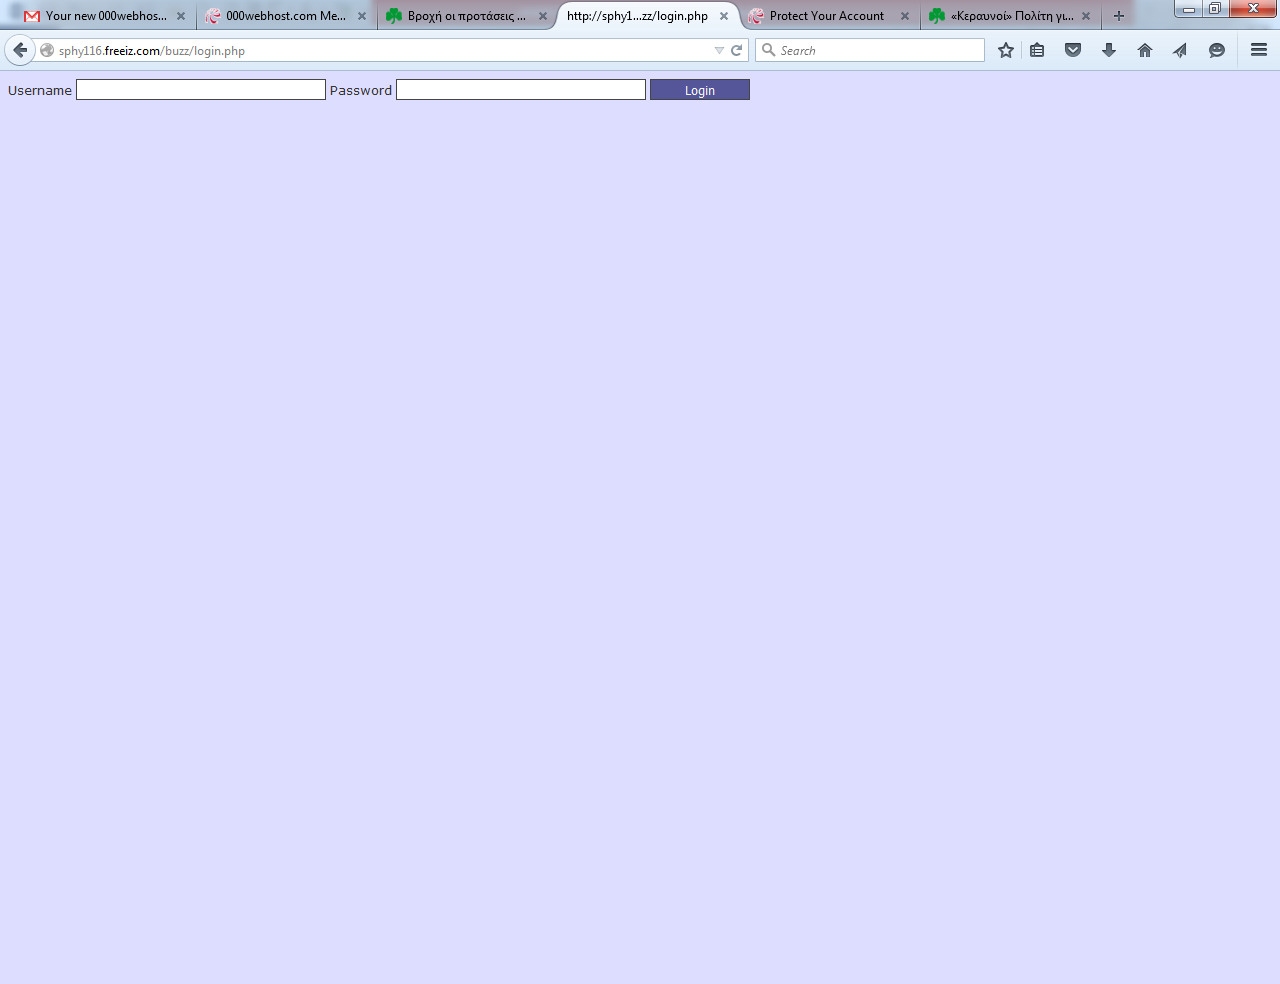 Your new 000webhos...
000webhost.com Me...
Βροχή οι προτάσεις ...
http://sphy1...zz/login.php
Protect Your Account
«Κεραυνοί» Πολίτη γι...
sphy116.freeiz.com/buzz/login.php
Search
Username
Password
Login